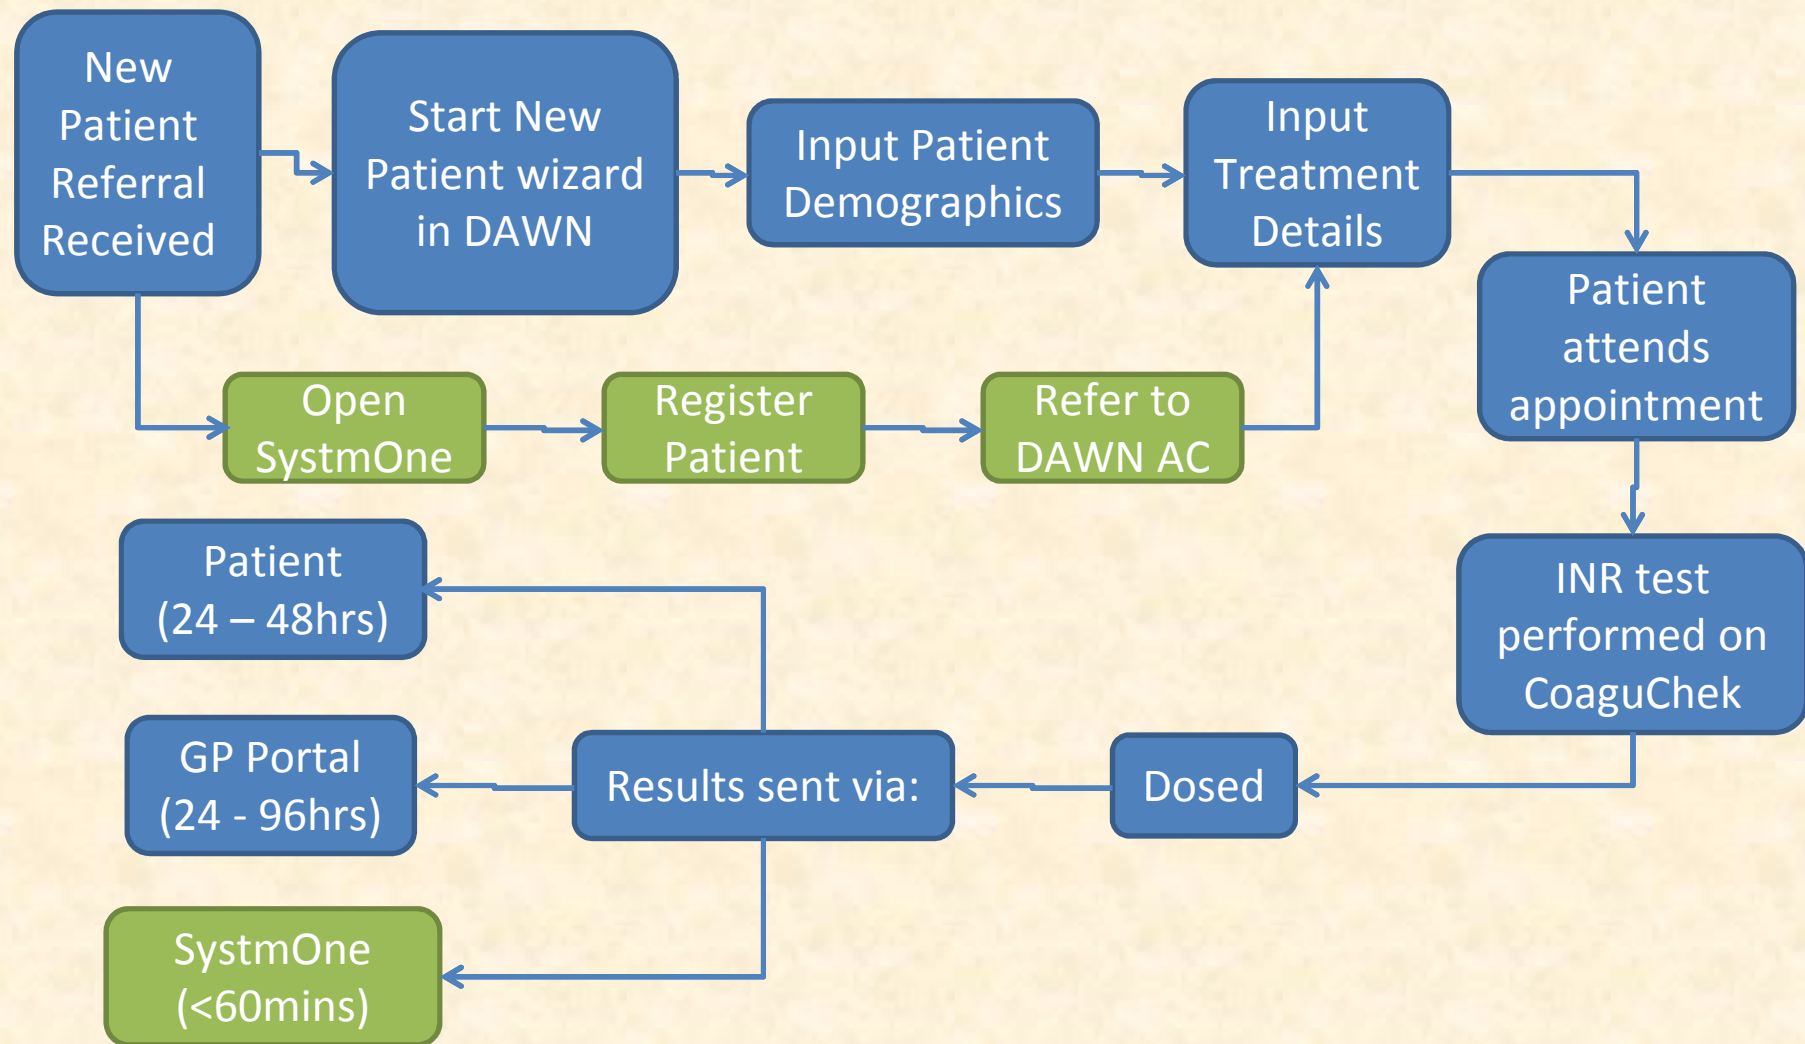 New
Patient
Referral
Received
Start New
Patient wizard
in DAWN
Input Patient
Demographics
Input
Treatment
Details
Patient
attends
appointment
Open
SystmOne
Register
Patient
Refer to
DAWN AC
INR test
performed on
CoaguChek
Dosed
Results sent via:
Patient
(24 – 48hrs)
GP Portal
(24 - 96hrs)
SystmOne
(<60mins)